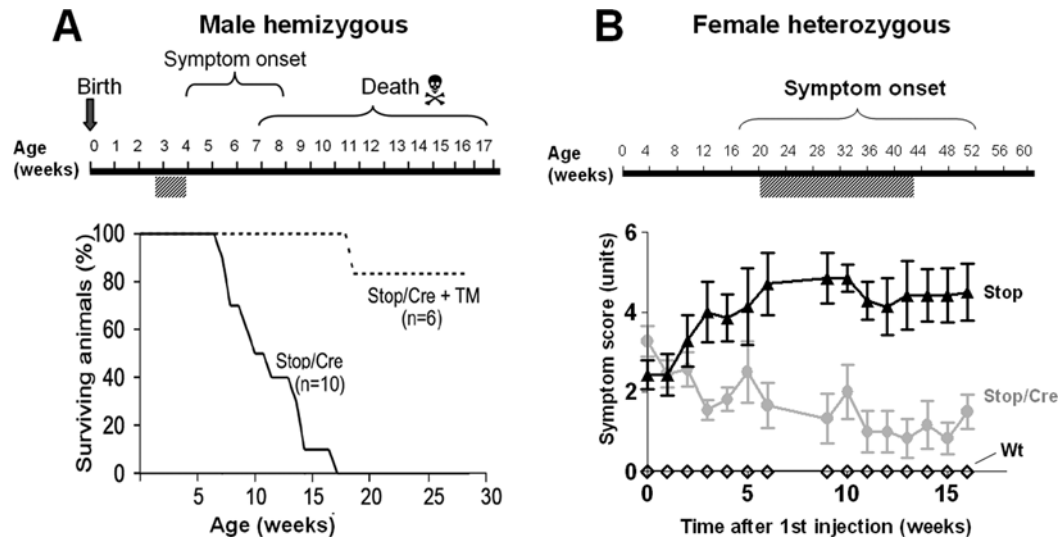 A
Male hemizygous
Symptom onset
Birth
Death
Age
(weeks)
0 1 2 3 4 5 6 7 8 9 10 11 12 13 14 15 16 17
Surviving animals (%)
100
80
60
40
20
0
Stop/Cre + TM
(n=6)
Stop/Cre
(n=10)
5 10 15 20 25 30
Age (weeks)
B
Female heterozygous
Symptom onset
Age
(weeks)
0 4 8 12 16 20 24 28 32 36 40 44 48 52 56 60
Symptom score (units)
6
4
2
0
Stop
Stop/Cre
Wt
0 5 10 15
Time after 1st injection (weeks)